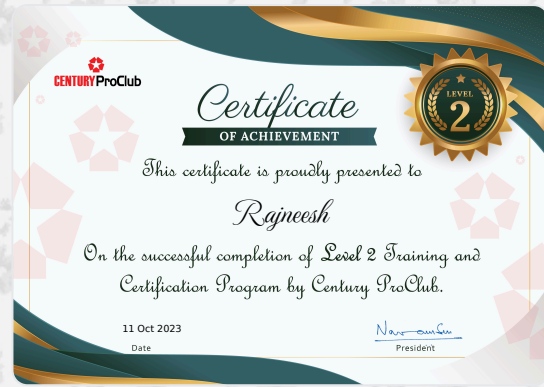 CENTURY ProClub
Certificate
OF ACHIEVEMENT
LEVEL
2
This certificate is proudly presented to
Rajneesh
On the successful completion of Level 2 Training and
Certification Program by Century ProClub.
11 Oct 2023
Date
President